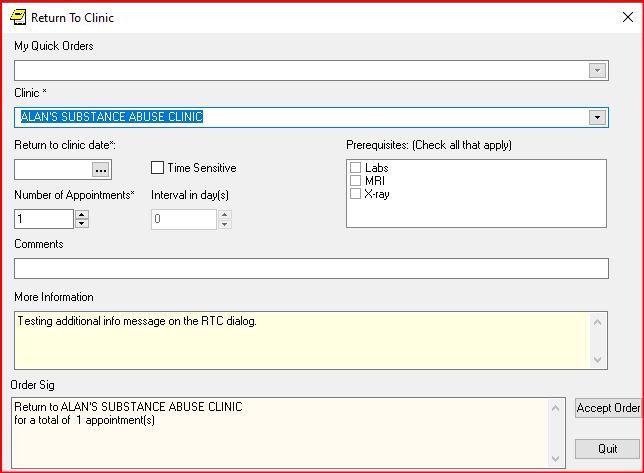 Return To Clinic
My Quick Orders
Clinic *
ALAN'S SUBSTANCE ABUSE CLINIC
Return to clinic date*:
...
Time Sensitive
Prerequisites: (Check all that apply)
Labs
MRI
X-ray
Number of Appointments*
Interval in day(s)
1
0
Comments
More Information
Testing additional info message on the RTC dialog.
Order Sig
Return to ALAN'S SUBSTANCE ABUSE CLINIC
for a total of  1 appointment(s)
Accept Order
Quit